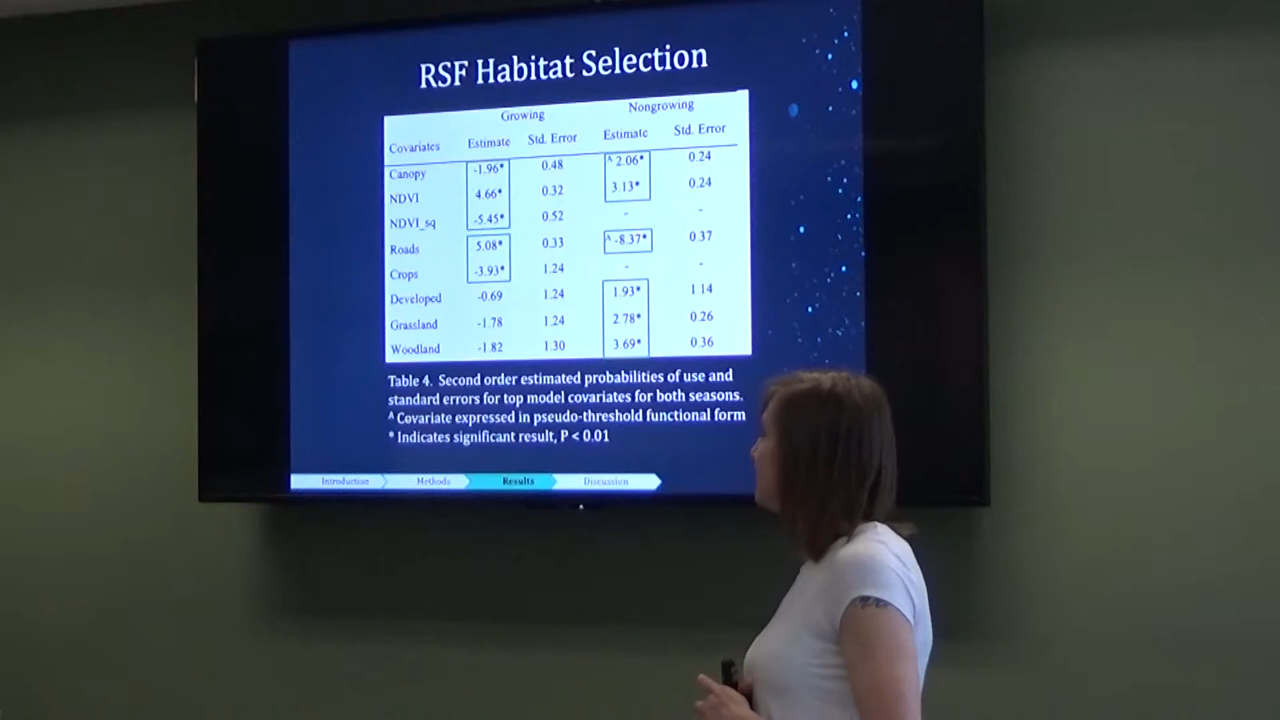 RSF Habitat Selection
Growing Nongrowing
Covariates Estimate Std. Error Estimate Std. Error
Canopy -1.96* 0.48 ^ 2.06* 0.24
NDVI 4.66* 0.32 3.13* 0.24
NDVI_sq -5.45* 0.52 - -
Roads 5.08* 0.33 ^ -8.37* 0.37
Crops -3.93* 1.24 - -
Developed -0.69 1.24 1.93* 1.14
Grassland -1.78 1.24 2.78* 0.26
Woodland -1.82 1.30 3.69* 0.36
Table 4. Second order estimated probabilities of use and
standard errors for top model covariates for both seasons.
^ Covariate expressed in pseudo-threshold functional form
* Indicates significant result, P < 0.01
Introduction Methods Results Discussion